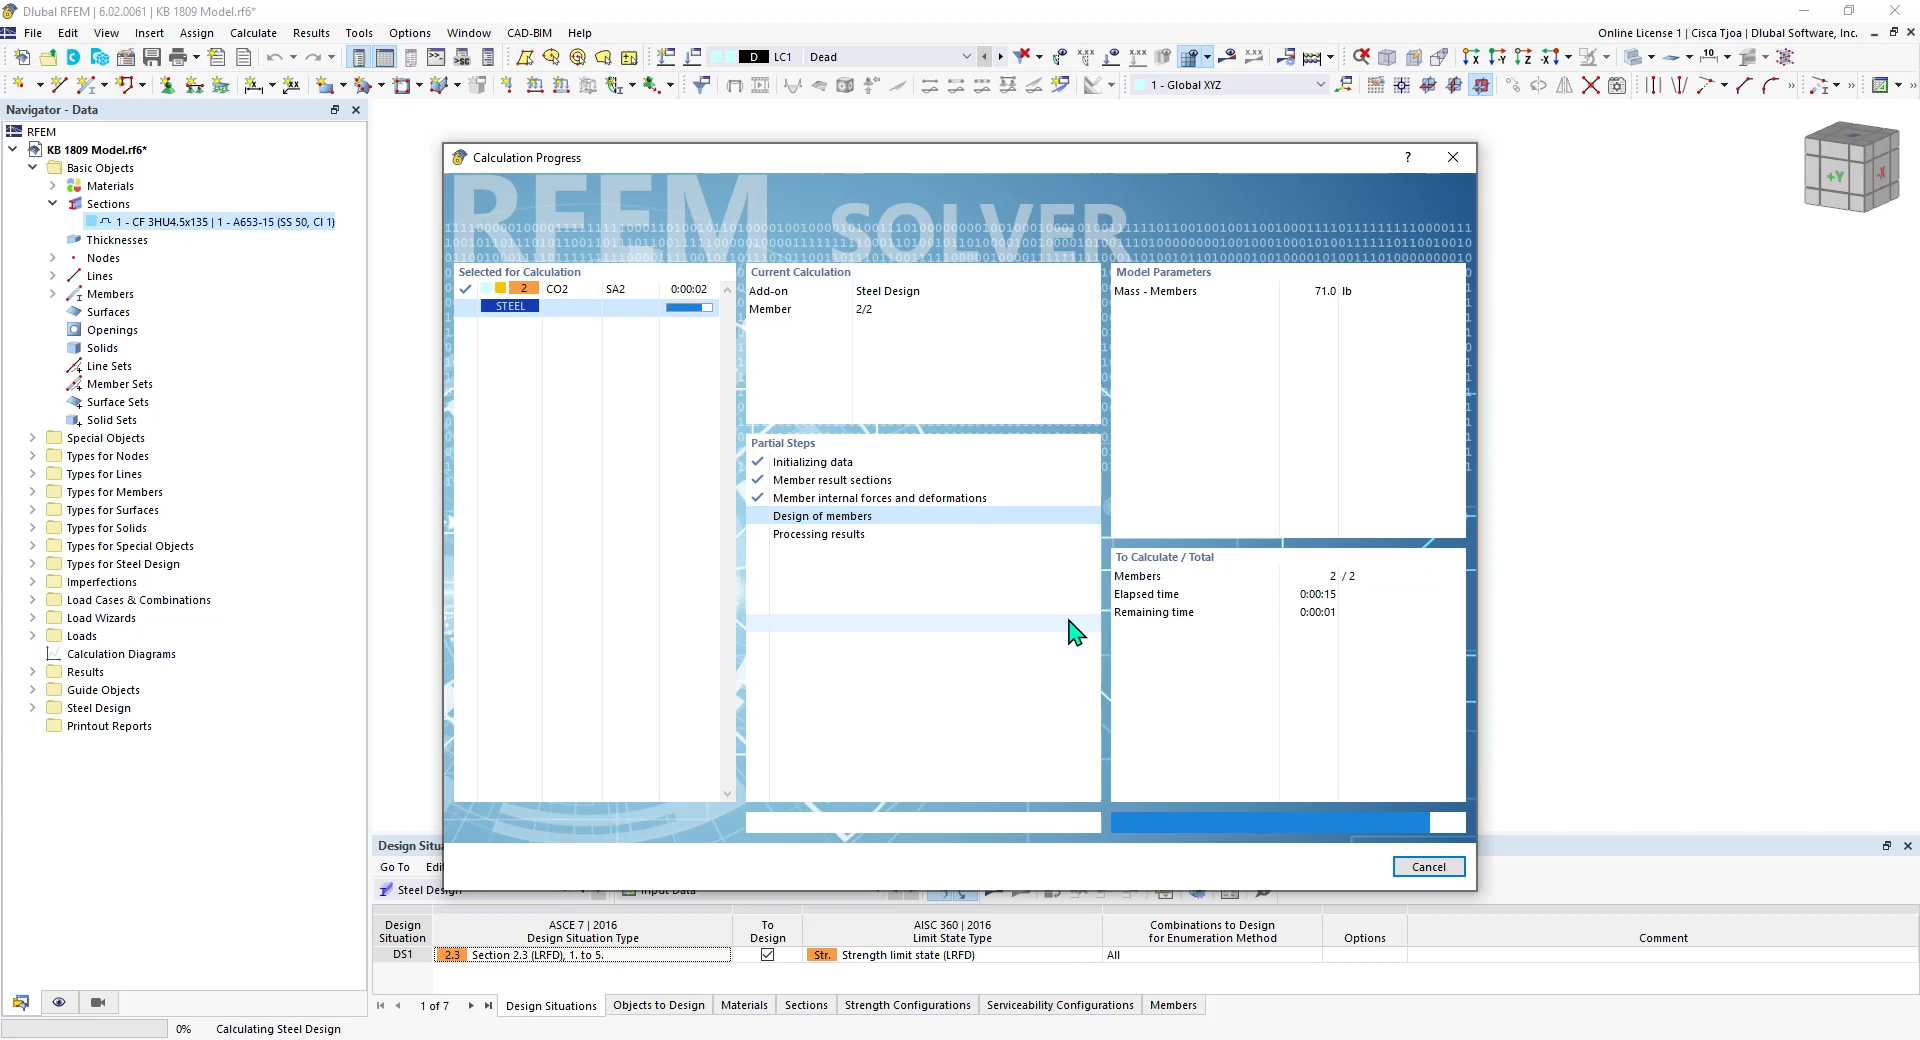 Dlubal RFEM | 6.02.0061 | KB 1809 Model.rf6*
File Edit View Insert Assign Calculate Results Tools Options Window CAD-BIM Help
Online License 1 | Cisca Tjoa | Dlubal Software, Inc.
D LC1 Dead
1 - Global XYZ
Navigator - Data
RFEM
KB 1809 Model.rf6*
Basic Objects
Materials
Sections
1 - CF 3HU4.5x135 | 1 - A653-15 (SS 50, Cl 1)
Thicknesses
Nodes
Lines
Members
Surfaces
Openings
Solids
Line Sets
Member Sets
Surface Sets
Solid Sets
Special Objects
Types for Nodes
Types for Lines
Types for Members
Types for Surfaces
Types for Solids
Types for Special Objects
Types for Steel Design
Imperfections
Load Cases & Combinations
Load Wizards
Loads
Calculation Diagrams
Results
Guide Objects
Steel Design
Printout Reports
+Y -X
Calculation Progress
RFEM SOLVER
Selected for Calculation
2 CO2 SA2 0:00:02
STEEL
Current Calculation
Add-on Steel Design
Member 2/2
Partial Steps
Initializing data
Member result sections
Member internal forces and deformations
Design of members
Processing results
Model Parameters
Mass - Members 71.0 lb
To Calculate / Total
Members 2 / 2
Elapsed time 0:00:15
Remaining time 0:00:01
Cancel
Design Situ
Go To Edi
Steel Design Input Data
Design Situation
ASCE 7 | 2016
Design Situation Type
To Design
AISC 360 | 2016
Limit State Type
Combinations to Design
for Enumeration Method
Options
Comment
DS1 2.3 Section 2.3 (LRFD), 1. to 5. Str. Strength limit state (LRFD) All
1 of 7 Design Situations Objects to Design Materials Sections Strength Configurations Serviceability Configurations Members
0% Calculating Steel Design